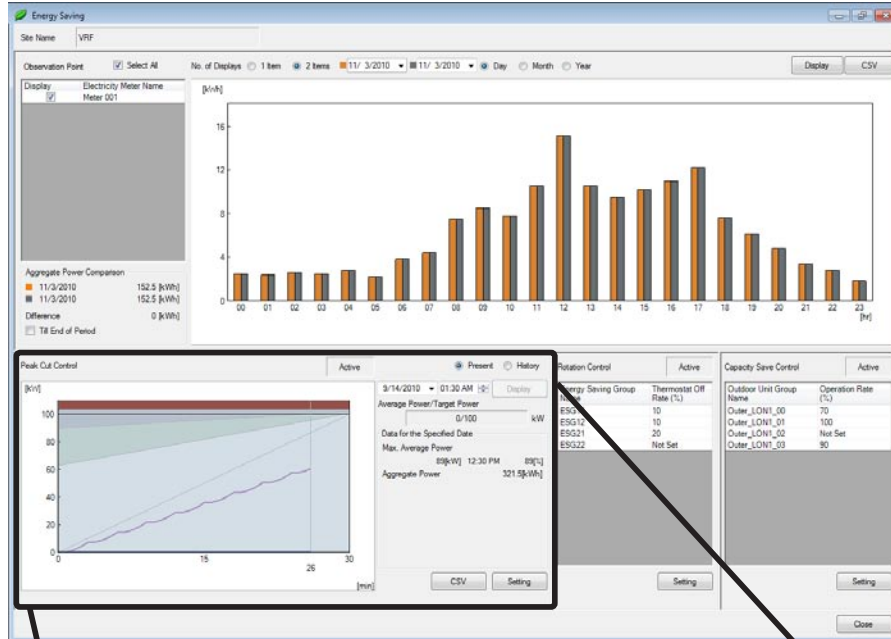 Energy Saving
Site Name VRF
Observation Point Select All No. of Displays 1 Item 2 Items 11/ 3/2010 11/ 3/2010 Day Month Year Display CSV
Display Electricity Meter Name
Meter 001
[kWh]
16
12
8
4
0
00 01 02 03 04 05 06 07 08 09 10 11 12 13 14 15 16 17 18 19 20 21 22 23
[hr]
Aggregate Power Comparison
11/3/2010 152.5 [kWh]
11/3/2010 152.5 [kWh]
Difference 0 [kWh]
Till End of Period
Peak Cut Control Active Present History
[kW]
100
80
60
40
20
0
0 15 26 30
[min]
9/14/2010 01:30 AM Display
Average Power/Target Power
0/100 kW
Data for the Specified Date
Max. Average Power
89[kW] 12:30 PM 89[%]
Aggregate Power 321.5[kWh]
CSV Setting
Rotation Control Active
Energy Saving Group Name Thermostat Off Rate (%)
10
ESG12 10
ESG21 20
ESG22 Not Set
Setting
Capacity Save Control Active
Outdoor Unit Group Name Operation Rate (%)
Outer_LON1_00 70
Outer_LON1_01 100
Outer_LON1_02 Not Set
Outer_LON1_03 90
Setting
Close